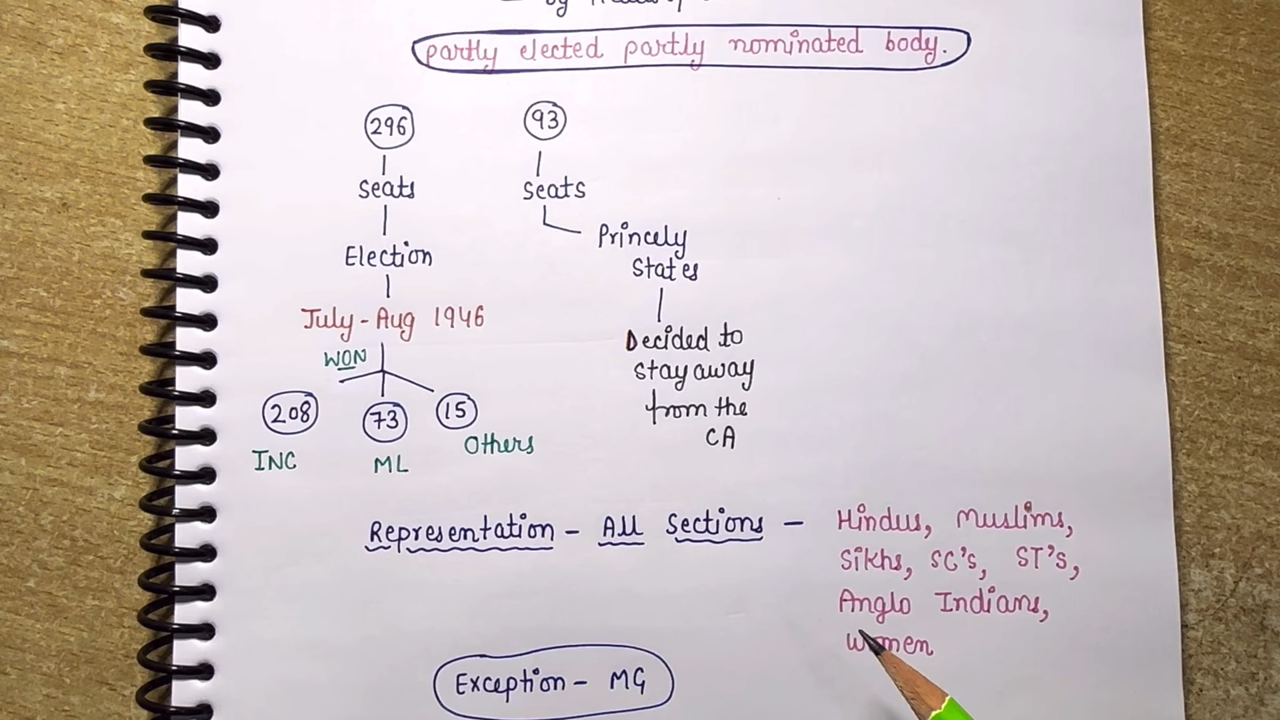 by
partly elected partly nominated body.
296
93
Seats
Seats
Election
Princely
States
July-Aug 1946
Decided to
stay away
from the
CA
WON
208
73
15
INC
ML
Others
Representation - All Sections - Hindus, Muslims,
Sikhs, SC's, ST's,
Anglo Indians,
Women
Exception - MG